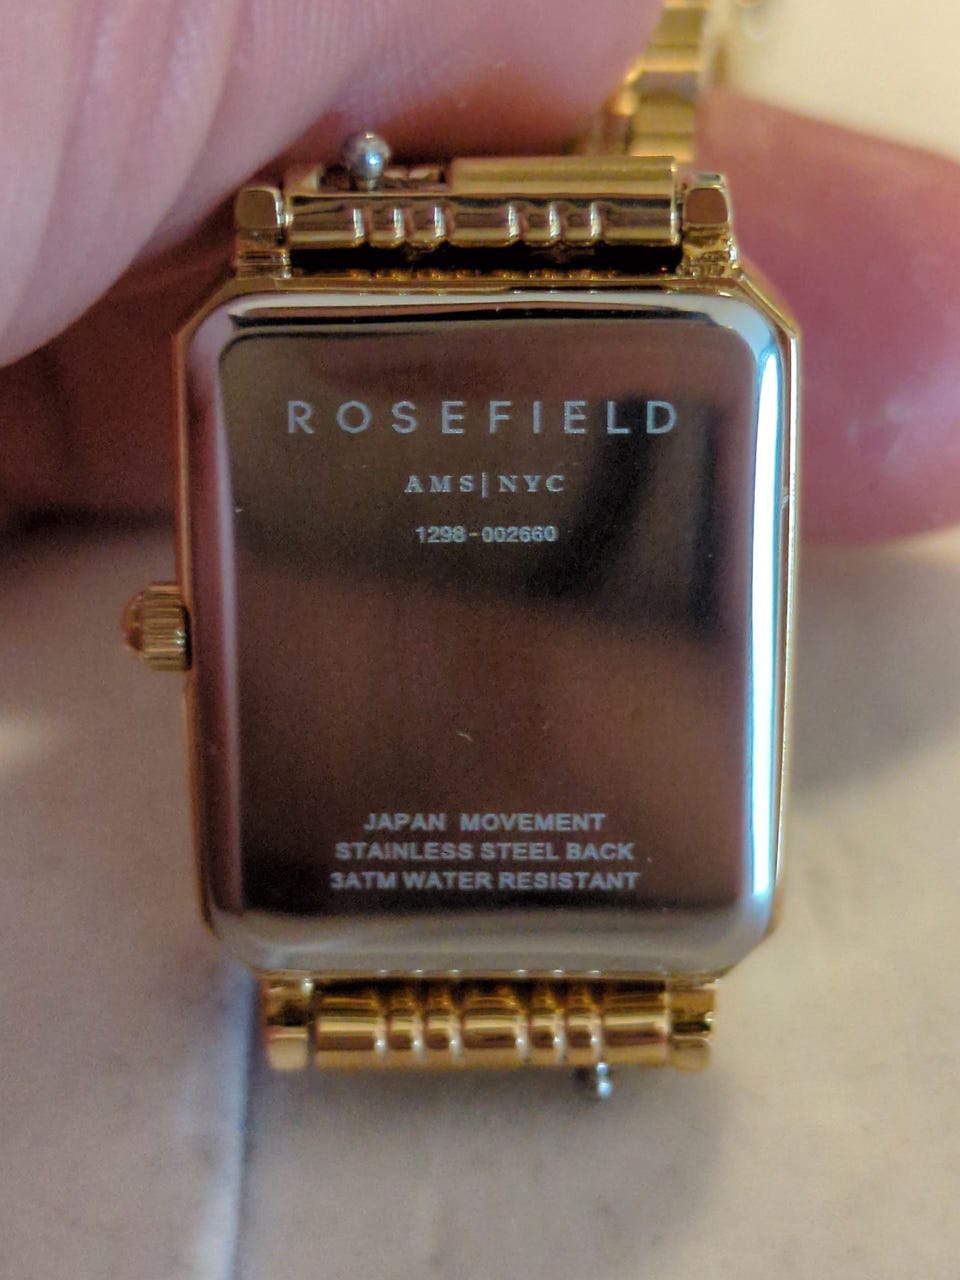 ROSEFIELD
AMS|NYC
1298-002660
JAPAN MOVEMENT
STAINLESS STEEL BACK
3ATM WATER RESISTANT